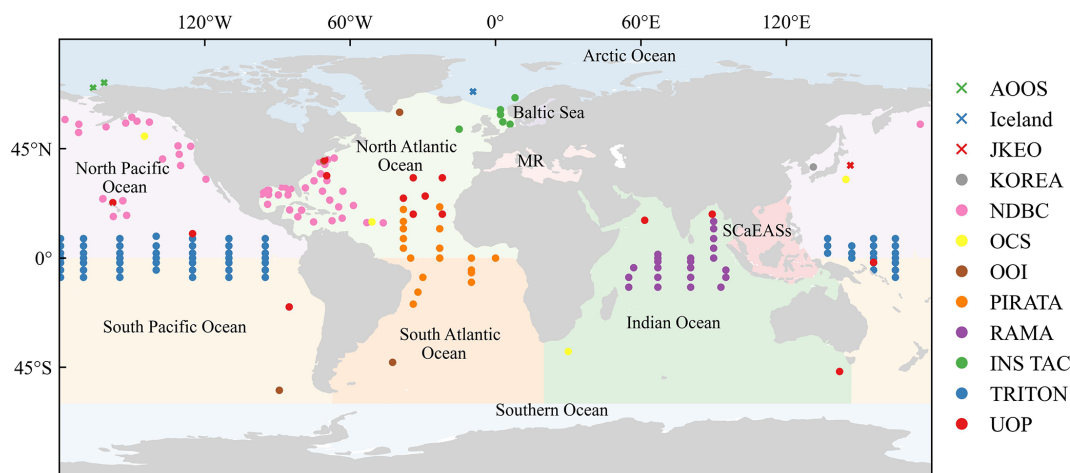 120°W 60°W 0° 60°E 120°E
Arctic Ocean
Baltic Sea
45°N
North Pacific
Ocean
North Atlantic
Ocean
MR
SCaEASs
0°
South Pacific Ocean
South Atlantic
Ocean
Indian Ocean
45°S
Southern Ocean
AOOS
Iceland
JKEO
KOREA
NDBC
OCS
OOI
PIRATA
RAMA
INS TAC
TRITON
UOP